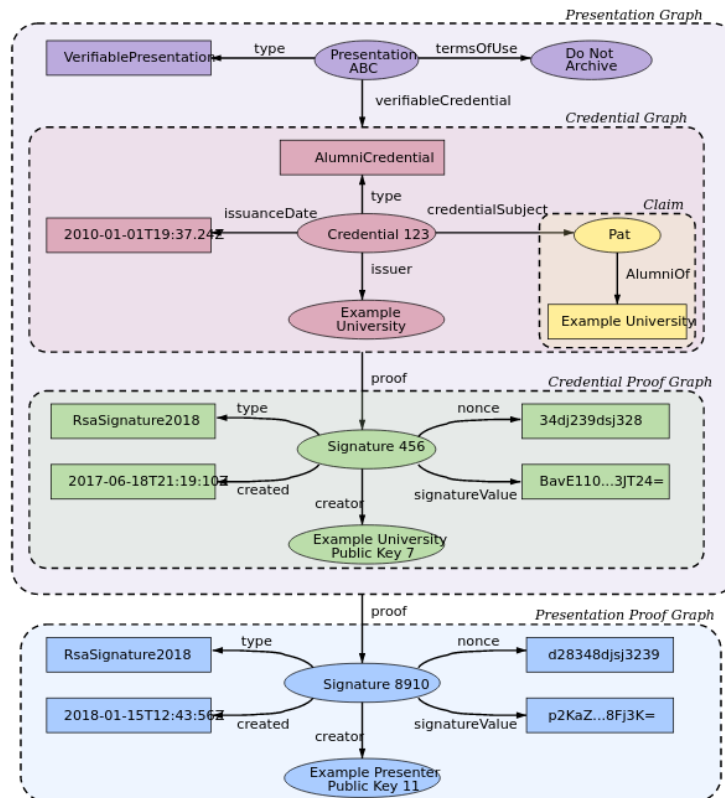 Presentation Graph
VerifiablePresentation
type
Presentation
ABC
termsOfUse
Do Not
Archive
verifiableCredential
Credential Graph
AlumniCredential
type
issuanceDate
credentialSubject
Claim
2010-01-01T19:37.24Z
Credential 123
Pat
issuer
AlumniOf
Example
University
Example University
proof
Credential Proof Graph
RsaSignature2018
type
nonce
34dj239dsj328
Signature 456
2017-06-18T21:19:10Z
created
creator
signatureValue
BavE110...3JT24=
Example University
Public Key 7
proof
Presentation Proof Graph
RsaSignature2018
type
nonce
d28348djsj3239
Signature 8910
2018-01-15T12:43:56Z
created
creator
signatureValue
p2KaZ...8Fj3K=
Example Presenter
Public Key 11